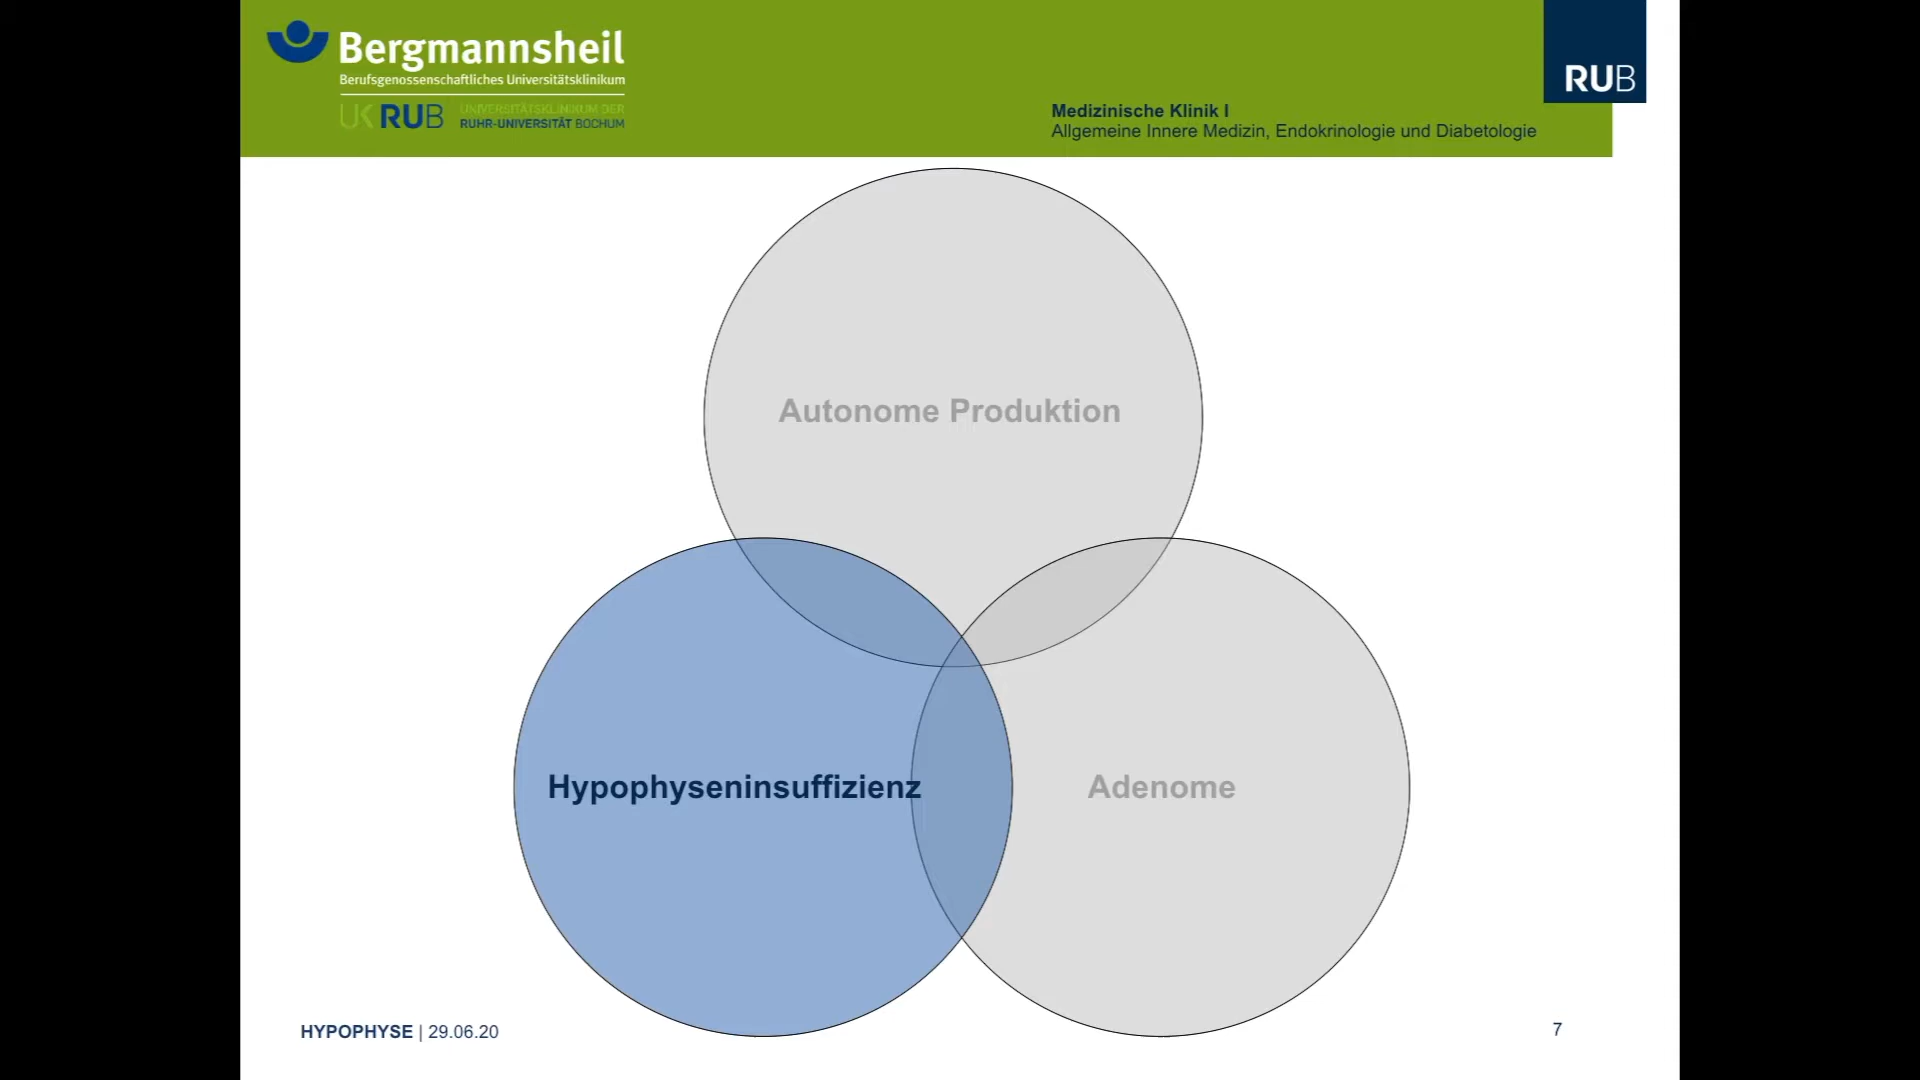 Bergmannsheil
Berufsgenossenschaftliches Universitätsklinikum
UK RUB
UNIVERSITÄTSKLINIKUM DER
RUHR-UNIVERSITÄT BOCHUM
RUB
Medizinische Klinik I
Allgemeine Innere Medizin, Endokrinologie und Diabetologie
Autonome Produktion
Hypophyseninsuffizienz
Adenome
HYPOPHYSE | 29.06.20
7